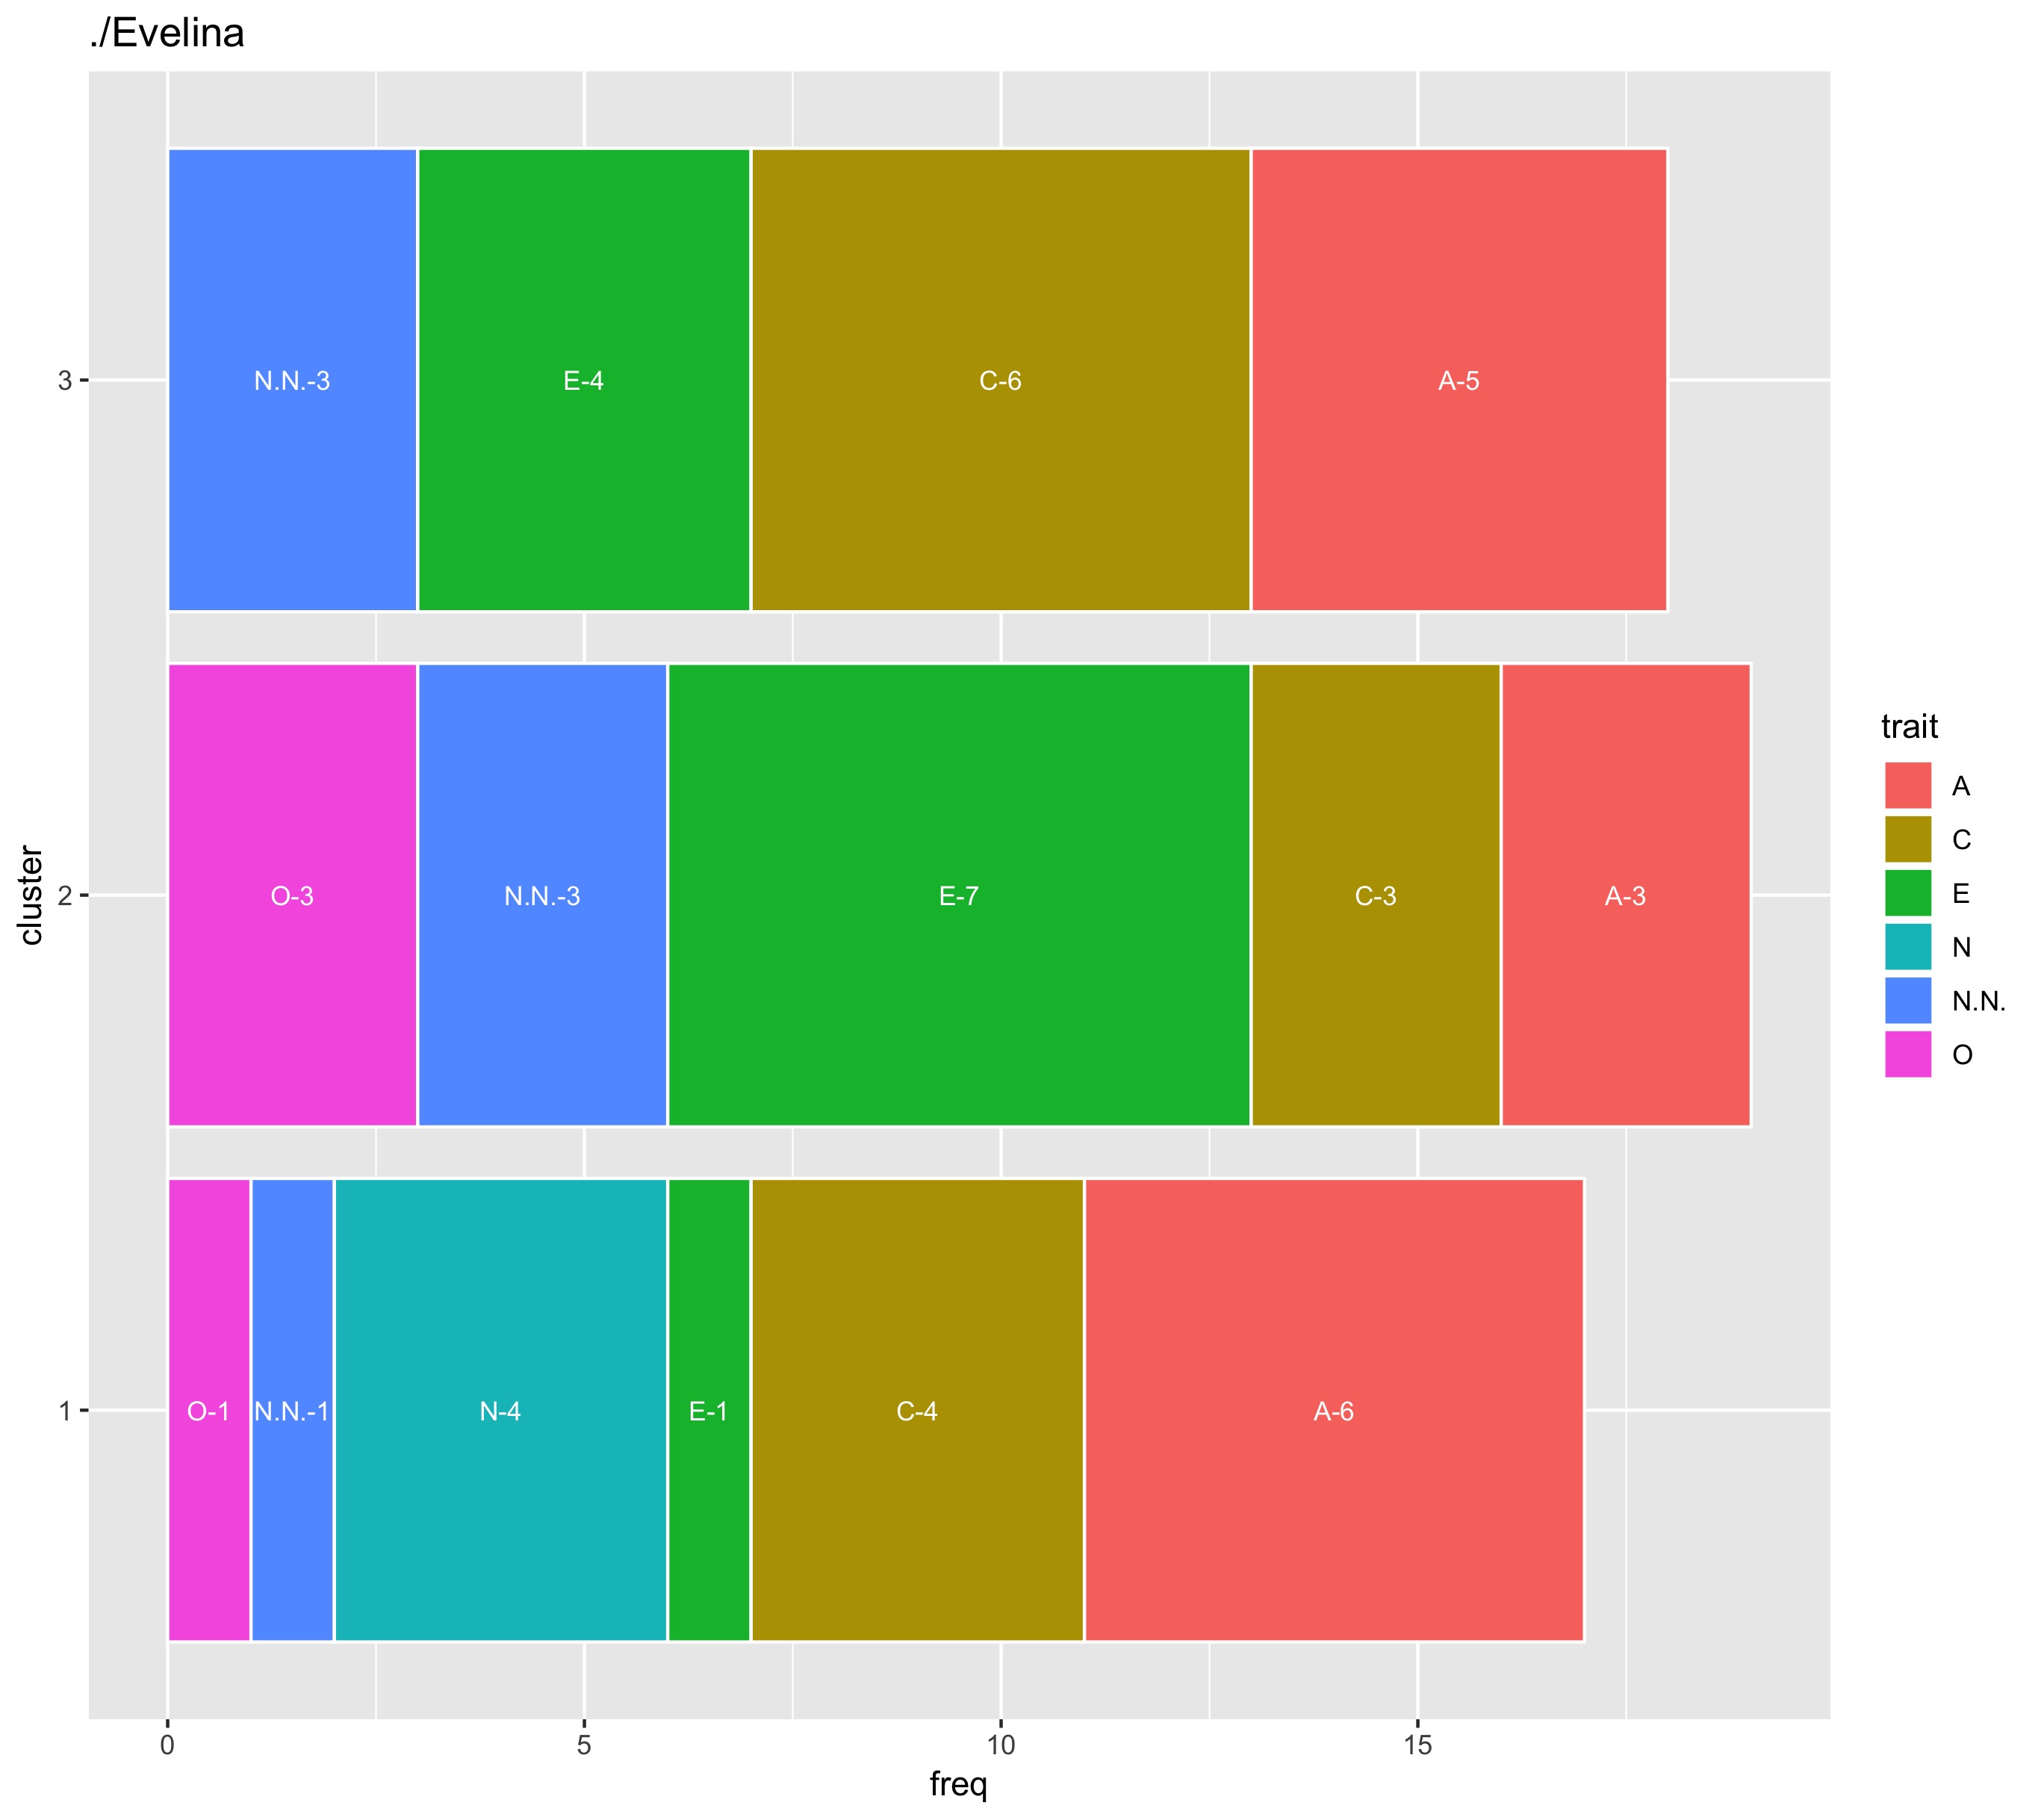 ./Evelina
3
N.N.-3 E-4 C-6 A-5
2
O-3 N.N.-3 E-7 C-3 A-3
1
O-1 N.N.-1 N-4 E-1 C-4 A-6
cluster
0 5 10 15
freq
trait
A
C
E
N
N.N.
O